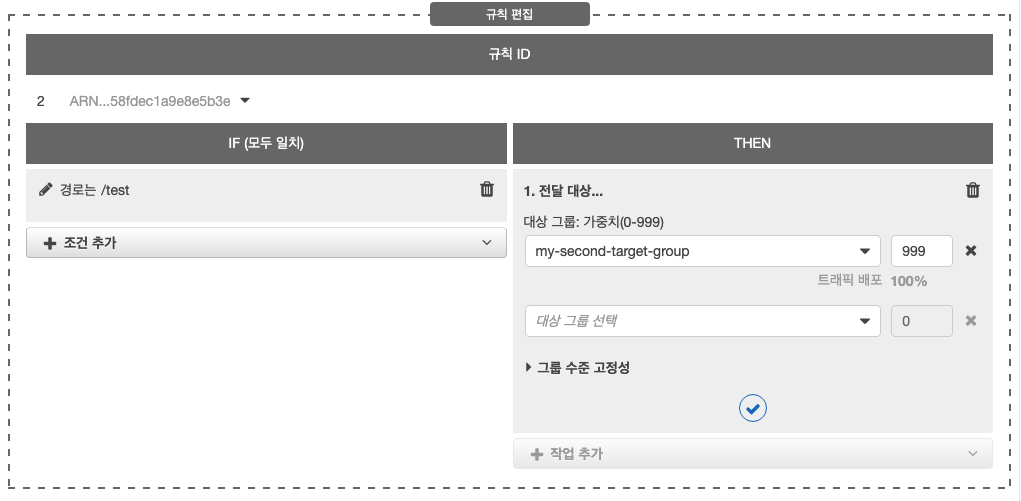 규칙 편집
규칙 ID
2 ARN...58fdec1a9e8e5b3e
IF (모두 일치)
THEN
경로는 /test
조건 추가
1. 전달 대상...
대상 그룹: 가중치(0-999)
my-second-target-group 999
트래픽 배포 100%
대상 그룹 선택 0
그룹 수준 고정성
작업 추가